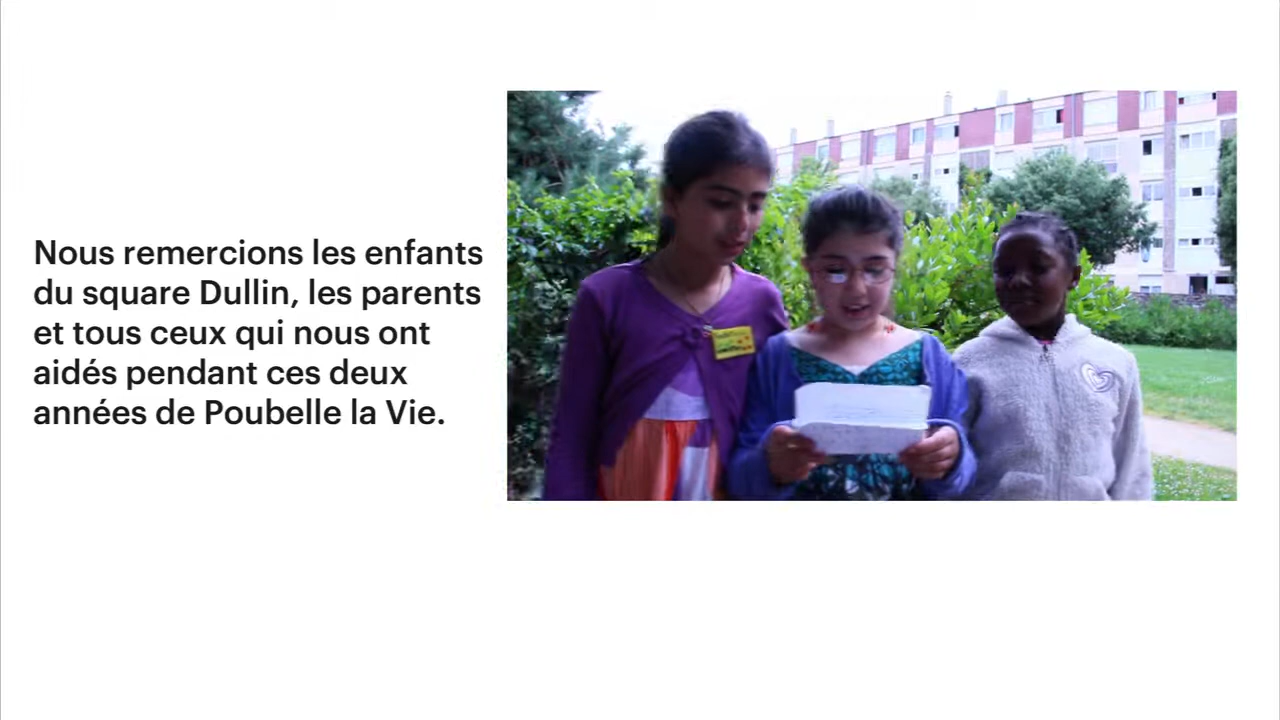 Nous remercions les enfants
du square Dullin, les parents
et tous ceux qui nous ont
aidés pendant ces deux
années de Poubelle la Vie.